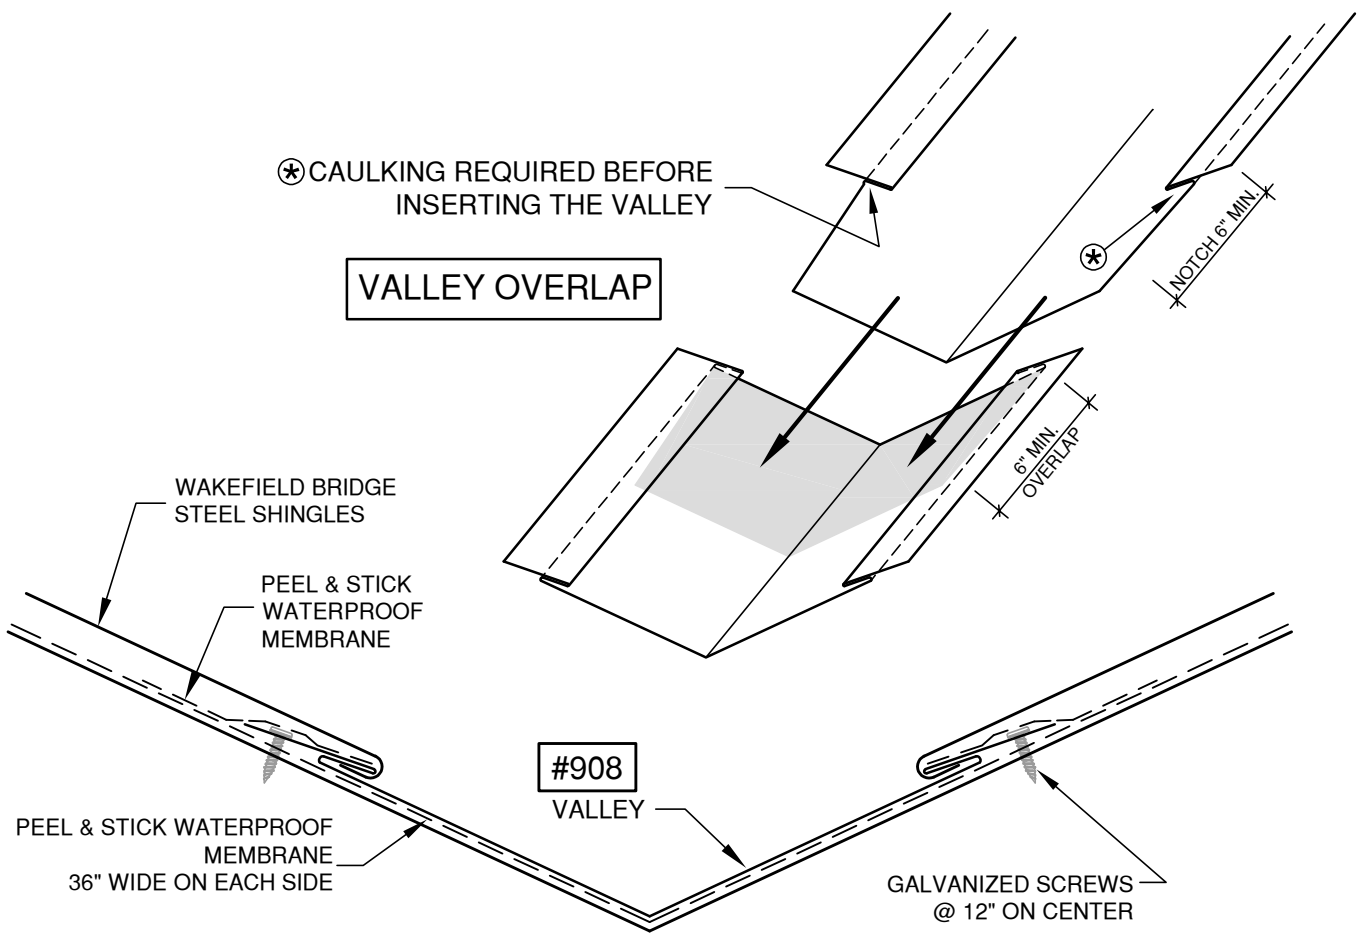 ⊛ CAULKING REQUIRED BEFORE
INSERTING THE VALLEY
VALLEY OVERLAP
*
NOTCH 6" MIN.
6" MIN.
OVERLAP
WAKEFIELD BRIDGE
STEEL SHINGLES
PEEL & STICK
WATERPROOF
MEMBRANE
#908
VALLEY
PEEL & STICK WATERPROOF
MEMBRANE
36" WIDE ON EACH SIDE
GALVANIZED SCREWS
@ 12" ON CENTER